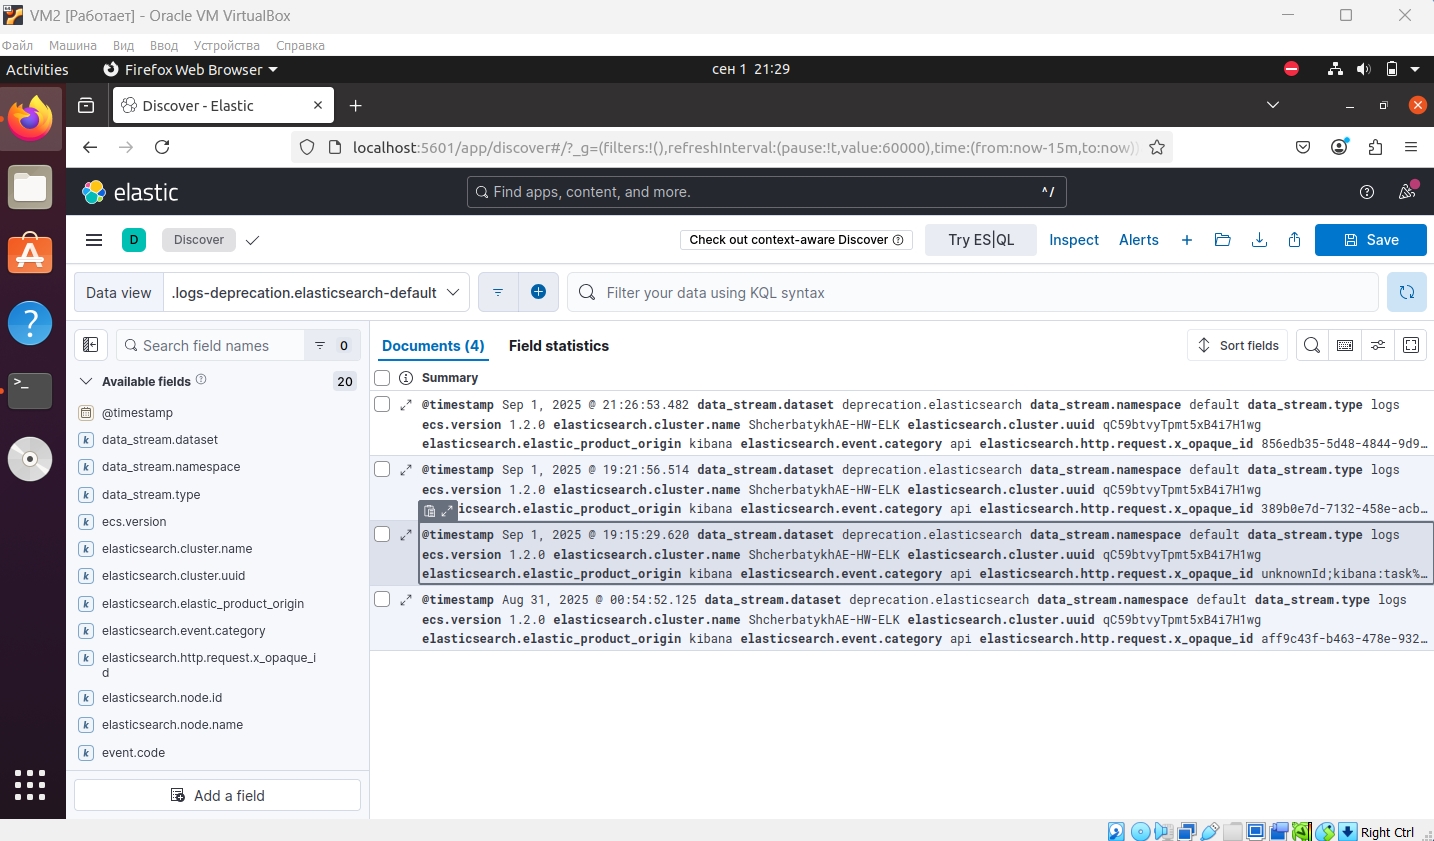 VM2 [Работает] - Oracle VM VirtualBox
Файл Машина Вид Ввод Устройства Справка
Activities Firefox Web Browser сен 1 21:29
Discover - Elastic
localhost:5601/app/discover#/?_g=(filters:!(),refreshInterval:(pause:!t,value:60000),time:(from:now-15m,to:now))
elastic Find apps, content, and more. ^/
D Discover Check out context-aware Discover Try ES|QL Inspect Alerts Save
Data view .logs-deprecation.elasticsearch-default Filter your data using KQL syntax
Search field names 0 Documents (4) Field statistics Sort fields
Available fields 20
Summary
@timestamp
data_stream.dataset
data_stream.namespace
data_stream.type
ecs.version
elasticsearch.cluster.name
elasticsearch.cluster.uuid
elasticsearch.elastic_product_origin
elasticsearch.event.category
elasticsearch.http.request.x_opaque_i
d
elasticsearch.node.id
elasticsearch.node.name
event.code
Add a field
@timestamp Sep 1, 2025 @ 21:26:53.482 data_stream.dataset deprecation.elasticsearch data_stream.namespace default data_stream.type logs
ecs.version 1.2.0 elasticsearch.cluster.name ShcherbatykhAE-HW-ELK elasticsearch.cluster.uuid qC59btvyTpmt5xB4i7H1wg
elasticsearch.elastic_product_origin kibana elasticsearch.event.category api elasticsearch.http.request.x_opaque_id 856edb35-5d48-4844-9d9…
@timestamp Sep 1, 2025 @ 19:21:56.514 data_stream.dataset deprecation.elasticsearch data_stream.namespace default data_stream.type logs
ecs.version 1.2.0 elasticsearch.cluster.name ShcherbatykhAE-HW-ELK elasticsearch.cluster.uuid qC59btvyTpmt5xB4i7H1wg
icsearch.elastic_product_origin kibana elasticsearch.event.category api elasticsearch.http.request.x_opaque_id 389b0e7d-7132-458e-acb…
@timestamp Sep 1, 2025 @ 19:15:29.620 data_stream.dataset deprecation.elasticsearch data_stream.namespace default data_stream.type logs
ecs.version 1.2.0 elasticsearch.cluster.name ShcherbatykhAE-HW-ELK elasticsearch.cluster.uuid qC59btvyTpmt5xB4i7H1wg
elasticsearch.elastic_product_origin kibana elasticsearch.event.category api elasticsearch.http.request.x_opaque_id unknownId;kibana:task%…
@timestamp Aug 31, 2025 @ 00:54:52.125 data_stream.dataset deprecation.elasticsearch data_stream.namespace default data_stream.type logs
ecs.version 1.2.0 elasticsearch.cluster.name ShcherbatykhAE-HW-ELK elasticsearch.cluster.uuid qC59btvyTpmt5xB4i7H1wg
elasticsearch.elastic_product_origin kibana elasticsearch.event.category api elasticsearch.http.request.x_opaque_id aff9c43f-b463-478e-932…
Right Ctrl